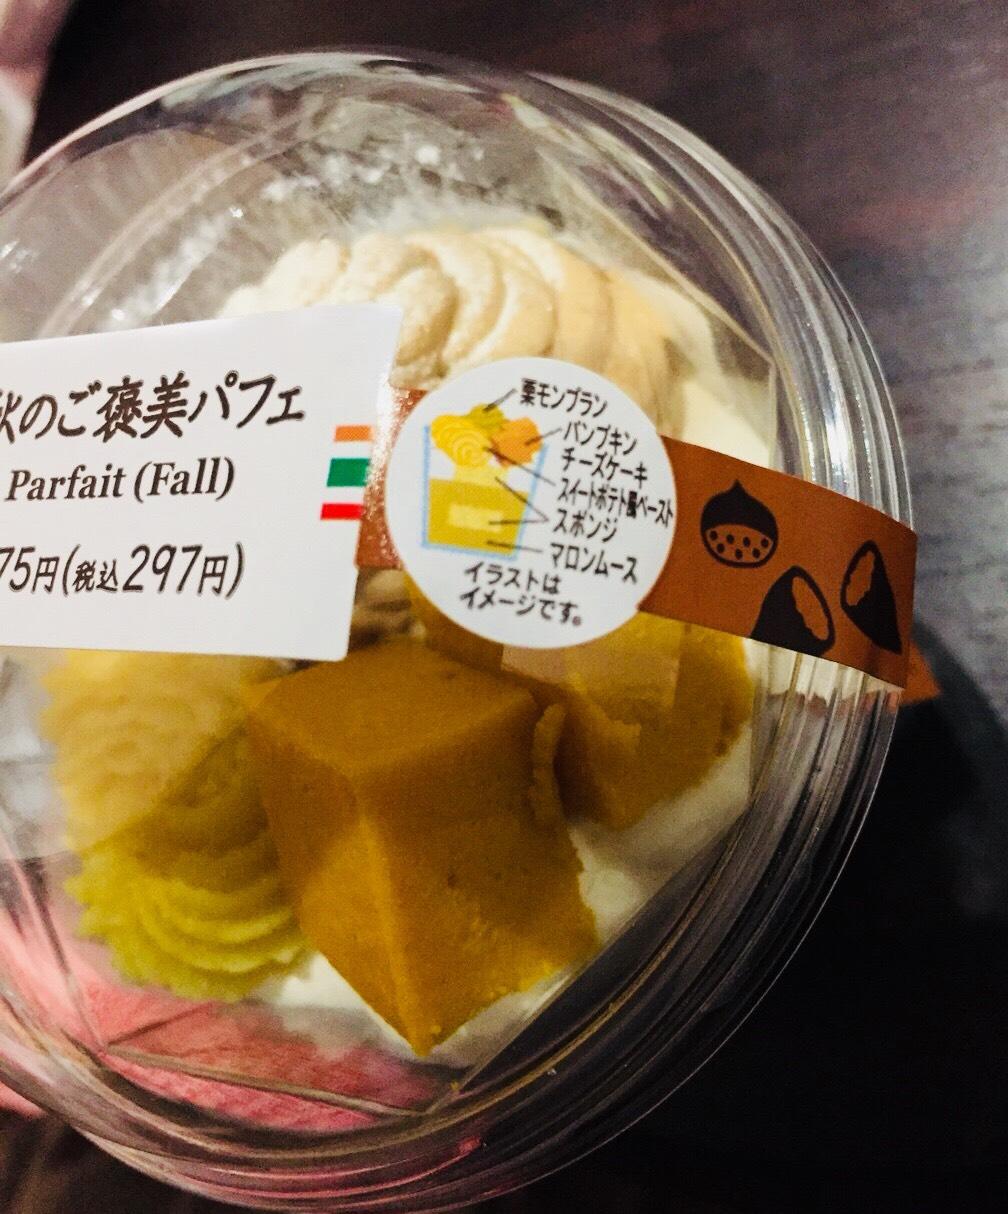 秋のご褒美パフェ
Parfait (Fall)
75円(税込297円)
栗モンブラン
パンプキン
チーズケーキ
スイートポテト風ペースト
スポンジ
マロンムース
イラストは
イメージです。